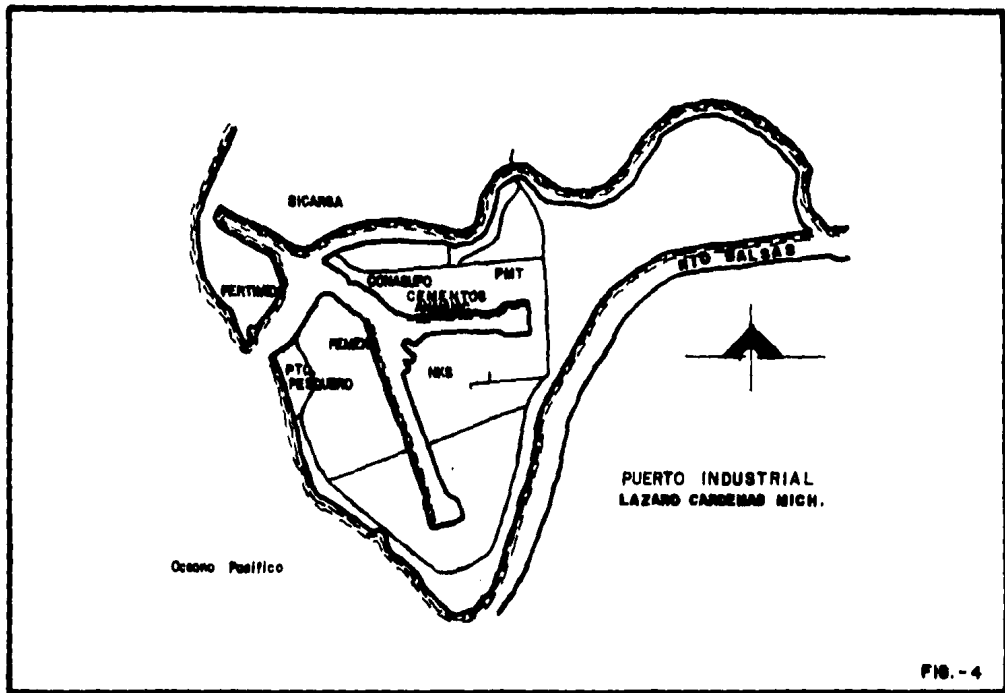 SICARSA
FERTIMEX
CONASUPO
PMT
CEMENTOS
PEMEX
NKS
PTO.
PESQUERO
RIO BALSAS
PUERTO INDUSTRIAL
LAZARO CARDENAS MICH.
Oceano Pasifico
FIG. - 4